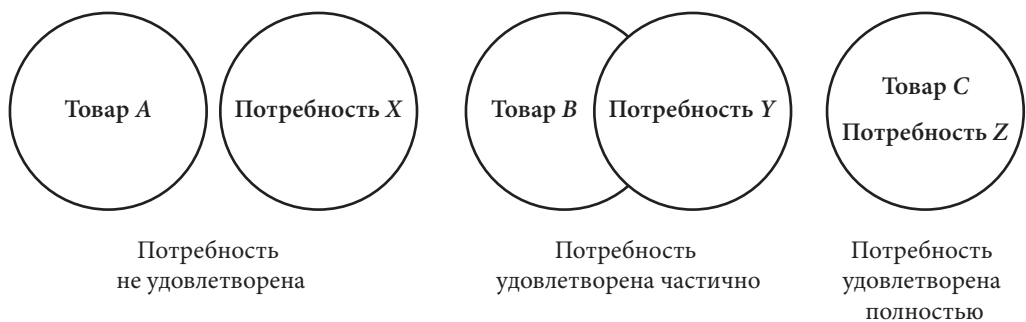 Товар A
Потребность X
Товар B
Потребность Y
Товар C
Потребность Z
Потребность
не удовлетворена
Потребность
удовлетворена частично
Потребность
удовлетворена
полностью